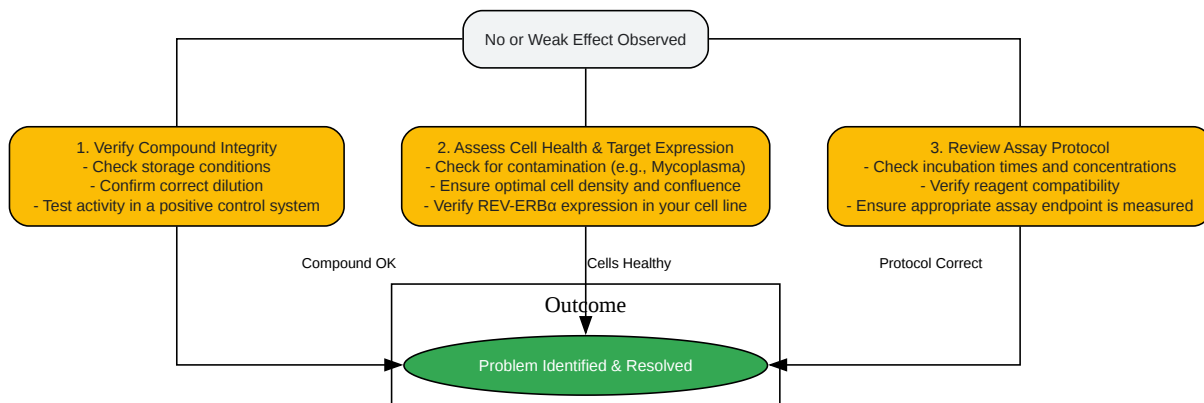 No or Weak Effect Observed
1. Verify Compound Integrity
- Check storage conditions
- Confirm correct dilution
- Test activity in a positive control system
2. Assess Cell Health & Target Expression
- Check for contamination (e.g., Mycoplasma)
- Ensure optimal cell density and confluence
- Verify REV-ERBα expression in your cell line
3. Review Assay Protocol
- Check incubation times and concentrations
- Verify reagent compatibility
- Ensure appropriate assay endpoint is measured
Compound OK
Cells Healthy
Protocol Correct
Outcome
Problem Identified & Resolved